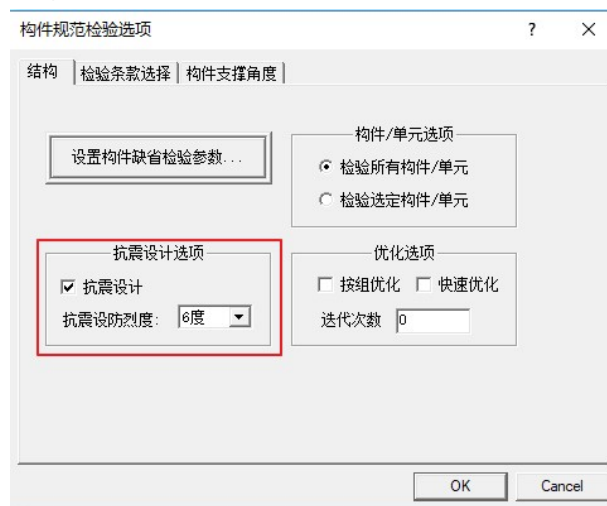 构件规范检验选项 ?
结构 检验条款选择 构件支撑角度
设置构件缺省检验参数...
构件/单元选项
检验所有构件/单元
检验选定构件/单元
抗震设计选项
抗震设计
抗震设防烈度: 6度
优化选项
按组优化 快速优化
迭代次数 0
OK Cancel